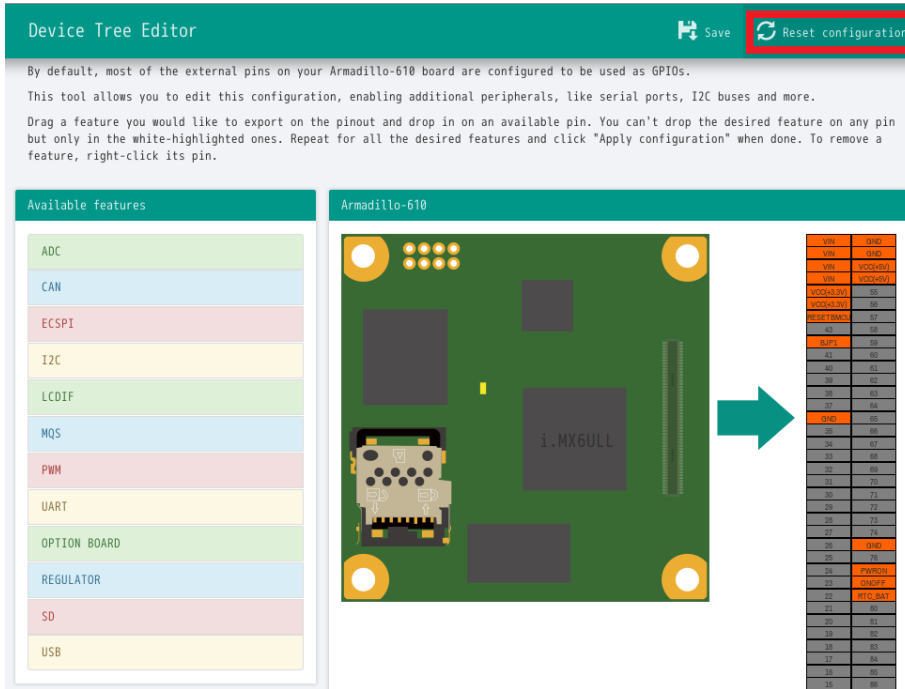 Device Tree Editor
Save
Reset configuration
By default, most of the external pins on your Armadillo-610 board are configured to be used as GPIOs.
This tool allows you to edit this configuration, enabling additional peripherals, like serial ports, I2C buses and more.
Drag a feature you would like to export on the pinout and drop in on an available pin. You can't drop the desired feature on any pin
but only in the white-highlighted ones. Repeat for all the desired features and click "Apply configuration" when done. To remove a
feature, right-click its pin.
Available features
ADC
CAN
ECSPI
I2C
LCDIF
MQS
PWM
UART
OPTION BOARD
REGULATOR
SD
USB
Armadillo-610
i.MX6ULL
VIN GND
VIN GND
VIN VCC(+5V)
VIN VCC(+5V)
VCC(+3.3V) 55
VCC(+3.3V) 56
RESETBMCU 57
43 58
BJP1 59
41 60
40 61
39 62
38 63
37 64
GND 65
35 66
34 67
33 68
32 69
31 70
30 71
29 72
28 73
27 74
26 GND
25 76
24 PWRON
23 ONOFF
22 RTC_BAT
21 80
20 81
19 82
18 83
17 84
16 85
15 86